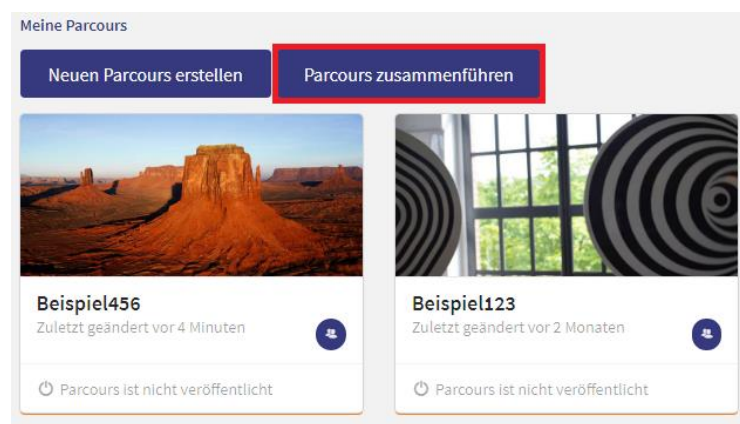 Meine Parcours
Neuen Parcours erstellen
Parcours zusammenführen
Beispiel456
Zuletzt geändert vor 4 Minuten
Parcours ist nicht veröffentlicht
Beispiel123
Zuletzt geändert vor 2 Monaten
Parcours ist nicht veröffentlicht